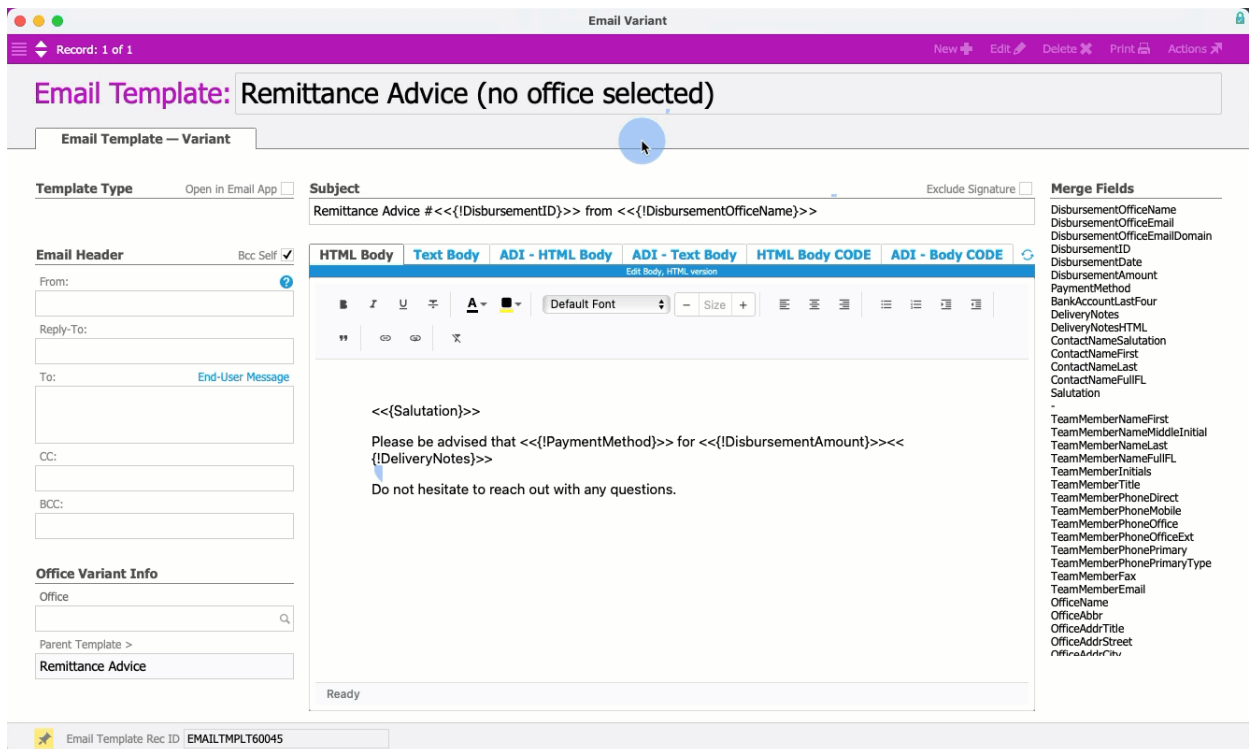 Email Variant
Record: 1 of 1
New Edit Delete Print Actions
Email Template: Remittance Advice (no office selected)
Email Template — Variant
Template Type
Open in Email App
Subject
Exclude Signature
Remittance Advice #<<{!DisbursementID}>> from <<{!DisbursementOfficeName}>>
Email Header
Bcc Self
From:
?
Reply-To:
To:
End-User Message
CC:
BCC:
Office Variant Info
Office
Parent Template >
Remittance Advice
HTML Body Text Body ADI - HTML Body ADI - Text Body HTML Body CODE ADI - Body CODE
Edit Body, HTML version
B I U T A Default Font - Size +
<<{Salutation}>>
Please be advised that <<{!PaymentMethod}>> for <<{!DisbursementAmount}>><<
{!DeliveryNotes}>>
Do not hesitate to reach out with any questions.
Ready
Merge Fields
DisbursementOfficeName
DisbursementOfficeEmail
DisbursementOfficeEmailDomain
DisbursementID
DisbursementDate
DisbursementAmount
PaymentMethod
BankAccountLastFour
DeliveryNotes
DeliveryNotesHTML
ContactNameSalutation
ContactNameFirst
ContactNameLast
ContactNameFullFL
Salutation
-
TeamMemberNameFirst
TeamMemberNameMiddleInitial
TeamMemberNameLast
TeamMemberNameFullFL
TeamMemberInitials
TeamMemberTitle
TeamMemberPhoneDirect
TeamMemberPhoneMobile
TeamMemberPhoneOffice
TeamMemberPhoneOfficeExt
TeamMemberPhonePrimary
TeamMemberPhonePrimaryType
TeamMemberFax
TeamMemberEmail
OfficeName
OfficeAbbr
OfficeAddrTitle
OfficeAddrStreet
OfficeAddrCity
Email Template Rec ID EMAILTMPLT60045